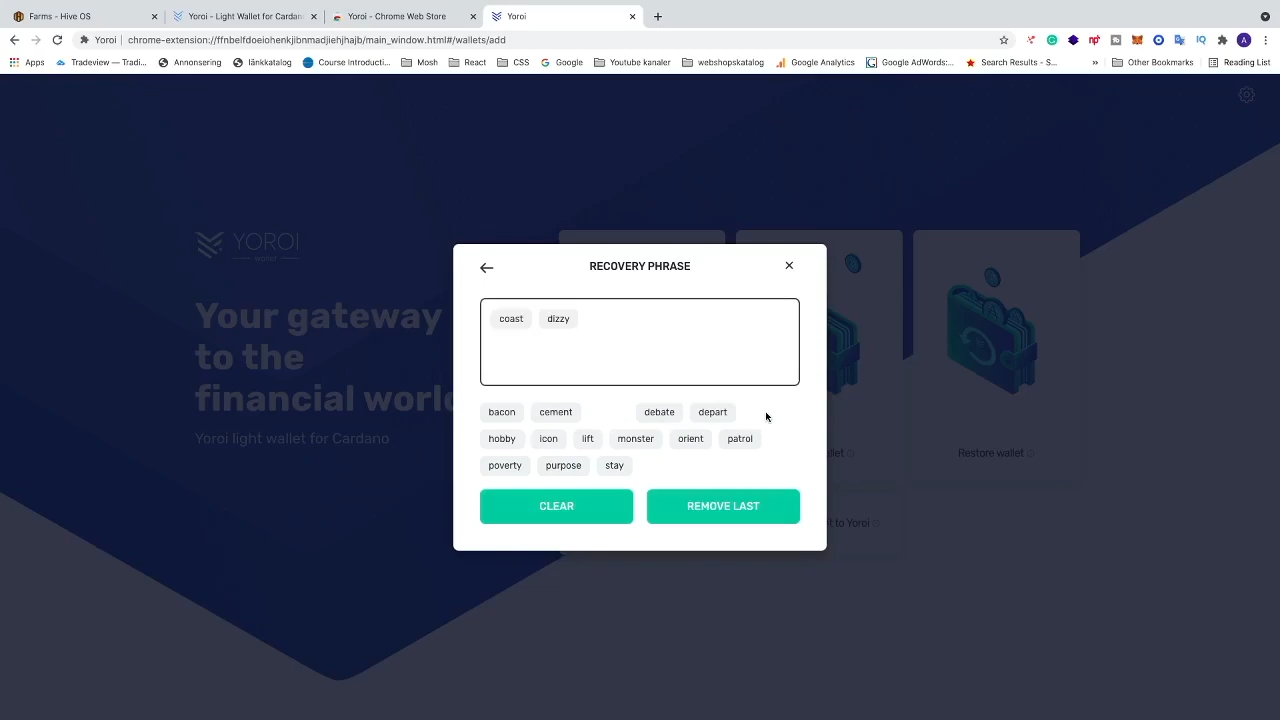 Farms - Hive OS
Yoroi - Light Wallet for Cardan
Yoroi - Chrome Web Store
Yoroi
Yoroi | chrome-extension://ffnbelfdoeiohenkjibnmadjiehjhajb/main_window.html#/wallets/add
Apps Tradeview — Tradi... Annonsering länkkatalog Course Introducti... Mosh React CSS Google Youtube kanaler webshopskatalog Google Analytics Google AdWords:... Search Results - S... » Other Bookmarks Reading List
YOROI
wallet
Your gateway
to the
financial world
Yoroi light wallet for Cardano
RECOVERY PHRASE
coast dizzy
bacon cement debate depart
hobby icon lift monster orient patrol
poverty purpose stay
CLEAR REMOVE LAST
Restore wallet
t to Yoroi